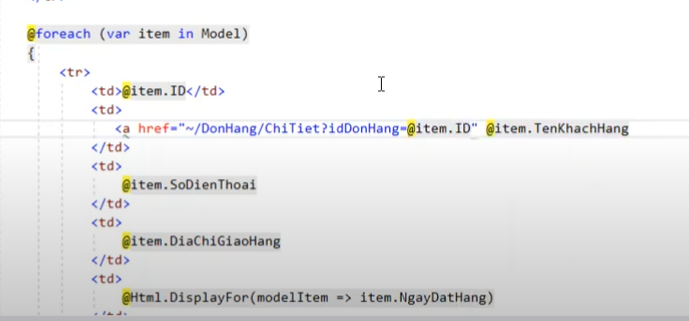 @foreach (var item in Model)
{
<tr>
<td>@item.ID</td>
<td>
<a href="~/DonHang/ChiTiet?idDonHang=@item.ID" @item.TenKhachHang
</td>
<td>
@item.SoDienThoai
</td>
<td>
@item.DiaChiGiaoHang
</td>
<td>
@Html.DisplayFor(modelItem => item.NgayDatHang)